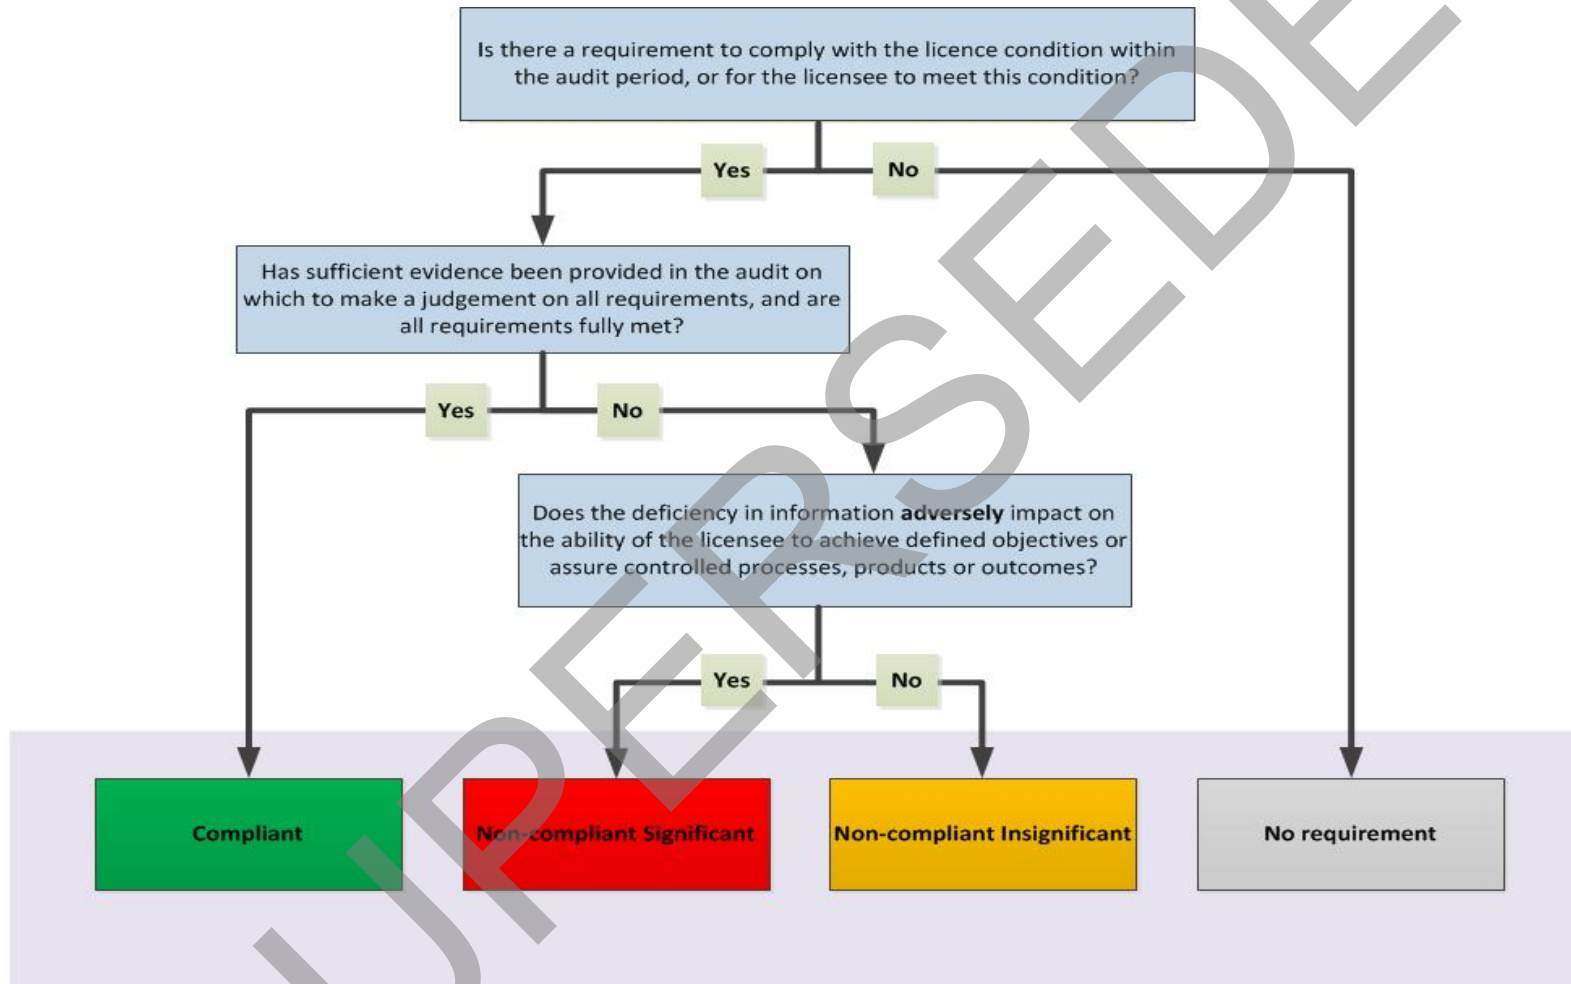 Is there a requirement to comply with the licence condition within
the audit period, or for the licensee to meet this condition?
Yes
No
Has sufficient evidence been provided in the audit on
which to make a judgement on all requirements, and are
all requirements fully met?
Yes
No
Does the deficiency in information adversely impact on
the ability of the licensee to achieve defined objectives or
assure controlled processes, products or outcomes?
Yes
No
Compliant
Non-compliant Significant
Non-compliant Insignificant
No requirement
UPERSEDE